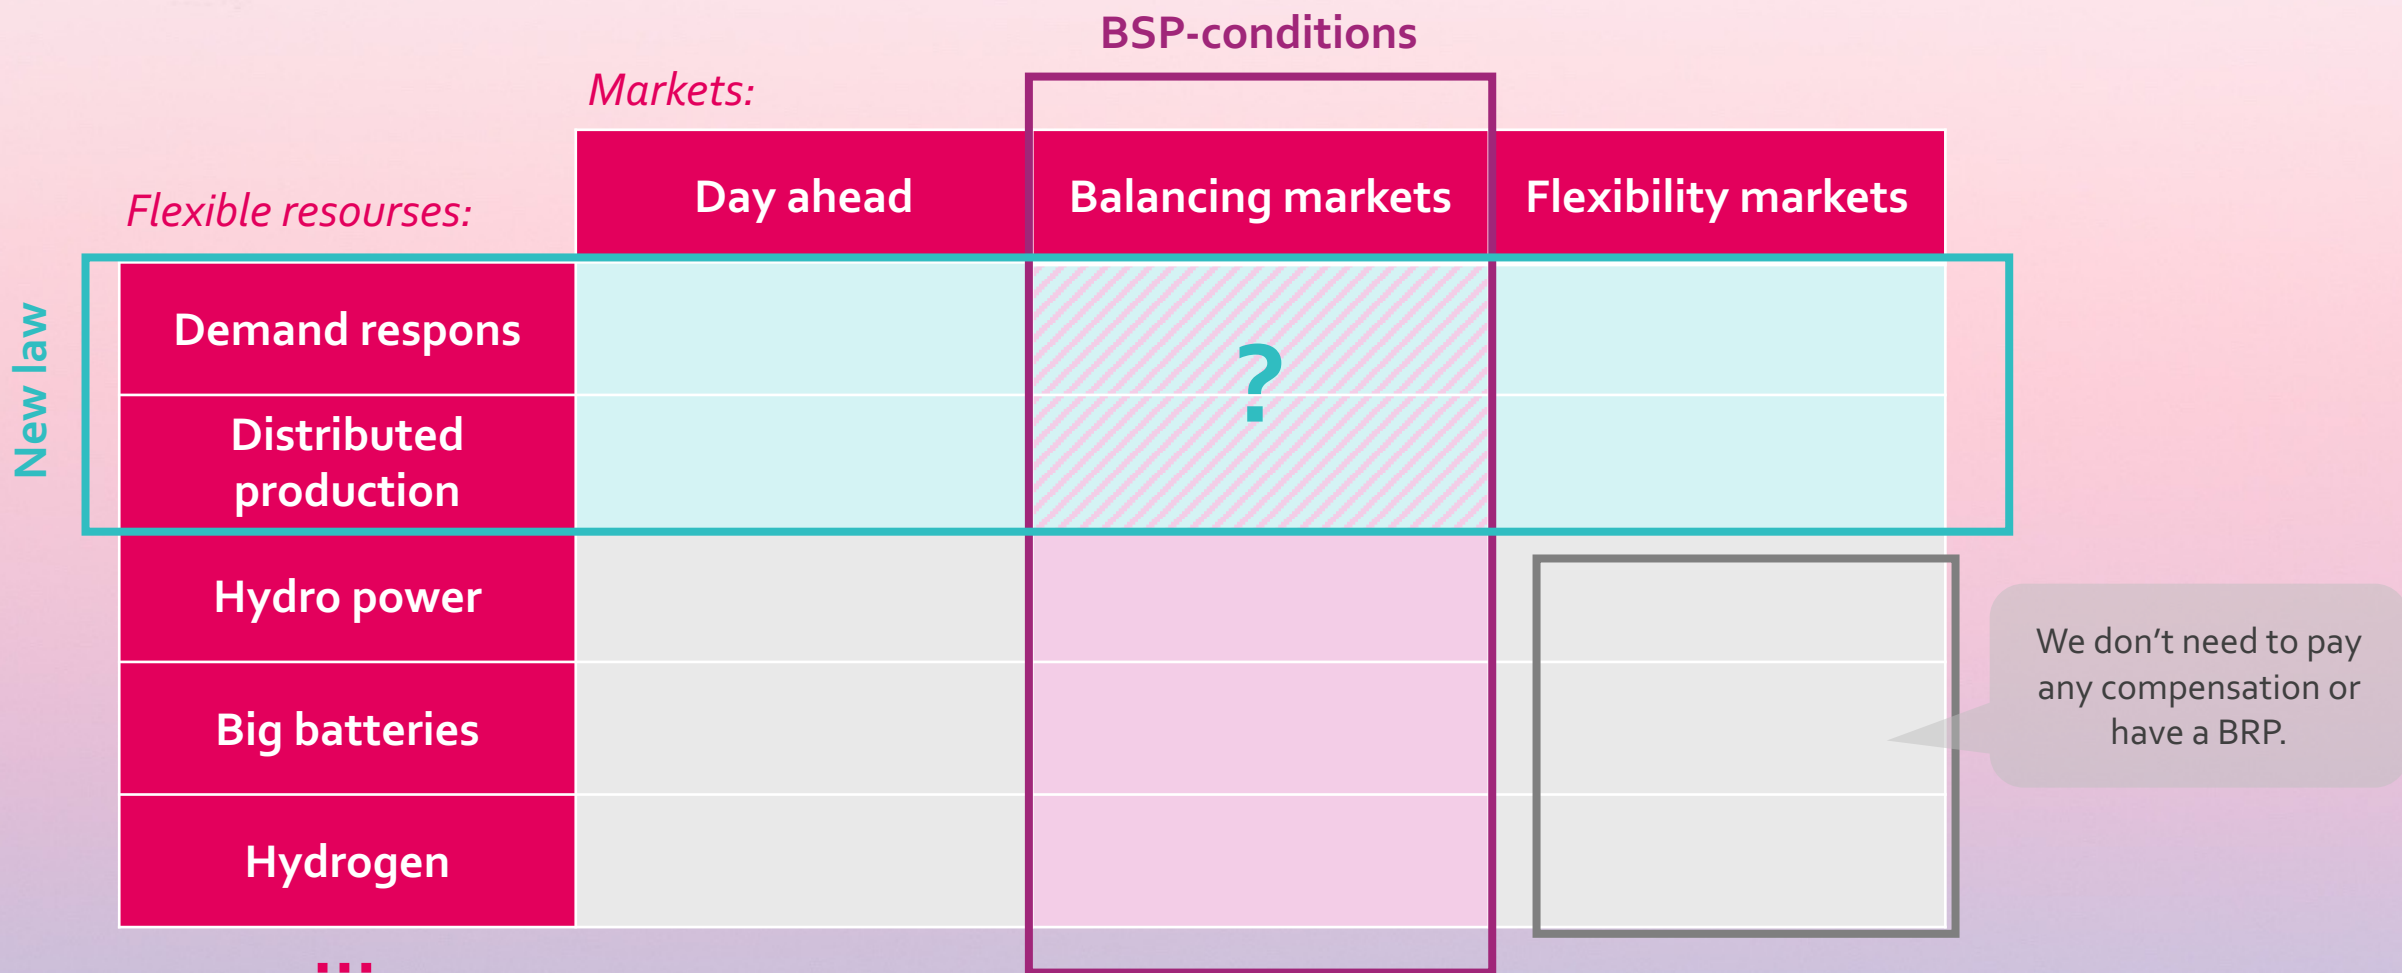 BSP-conditions
Markets:
Flexible resourses:
Day ahead
Balancing markets
Flexibility markets
New law
Demand respons
?
Distributed
production
Hydro power
Big batteries
Hydrogen
...
We don't need to pay
any compensation or
have a BRP.